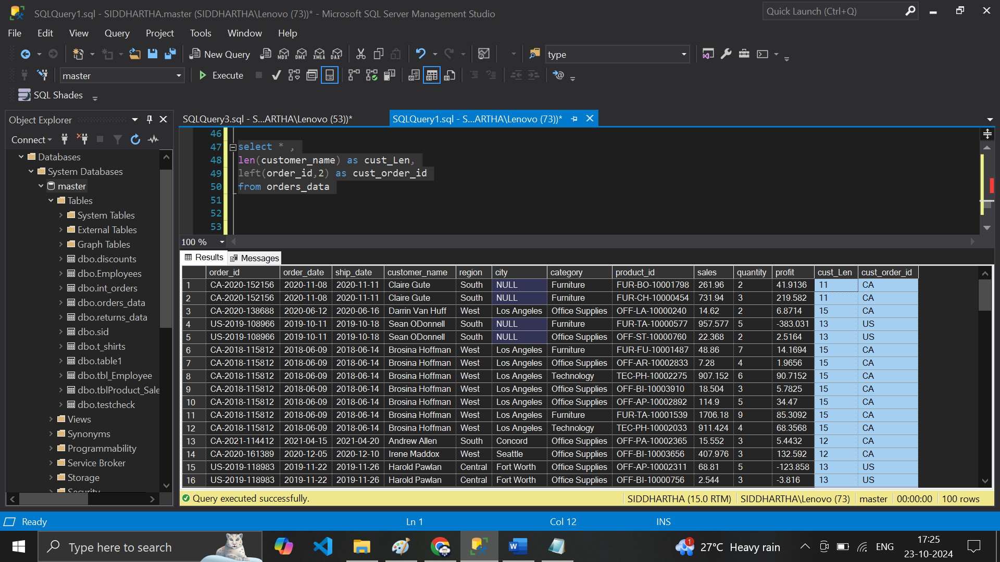 SQLQuery1.sql - SIDDHARTHA.master (SIDDHARTHA\Lenovo (73))* - Microsoft SQL Server Management Studio
Quick Launch (Ctrl+Q)
File Edit View Query Project Tools Window Help
New Query MDX DMX XMLA DAX type
master Execute
SQL Shades
Object Explorer
Connect
Databases
System Databases
master
Tables
System Tables
External Tables
Graph Tables
dbo.discounts
dbo.Employees
dbo.int_orders
dbo.orders_data
dbo.returns_data
dbo.sid
dbo.t_shirts
dbo.table1
dbo.tbl_Employee
dbo.tblProduct_Sale
dbo.testcheck
Views
Synonyms
Programmability
Service Broker
Storage
Security
SQLQuery3.sql - S...ARTHA\Lenovo (53))* SQLQuery1.sql - S...ARTHA\Lenovo (73))*
46
47 select * ,
48 len(customer_name) as cust_Len,
49 left(order_id,2) as cust_order_id
50 from orders_data
51
52
53
100 %
Results Messages
order_id order_date ship_date customer_name region city category product_id sales quantity profit cust_Len cust_order_id
1 CA-2020-152156 2020-11-08 2020-11-11 Claire Gute South NULL Furniture FUR-BO-10001798 261.96 2 41.9136 11 CA
2 CA-2020-152156 2020-11-08 2020-11-11 Claire Gute South NULL Furniture FUR-CH-10000454 731.94 3 219.582 11 CA
3 CA-2020-138688 2020-06-12 2020-06-16 Darrin Van Huff West Los Angeles Office Supplies OFF-LA-10000240 14.62 2 6.8714 15 CA
4 US-2019-108966 2019-10-11 2019-10-18 Sean ODonnell South NULL Furniture FUR-TA-10000577 957.577 5 -383.031 13 US
5 US-2019-108966 2019-10-11 2019-10-18 Sean ODonnell South NULL Office Supplies OFF-ST-10000760 22.368 2 2.5164 13 US
6 CA-2018-115812 2018-06-09 2018-06-14 Brosina Hoffman West Los Angeles Furniture FUR-FU-10001487 48.86 7 14.1694 15 CA
7 CA-2018-115812 2018-06-09 2018-06-14 Brosina Hoffman West Los Angeles Office Supplies OFF-AR-10002833 7.28 4 1.9656 15 CA
8 CA-2018-115812 2018-06-09 2018-06-14 Brosina Hoffman West Los Angeles Technology TEC-PH-10002275 907.152 6 90.7152 15 CA
9 CA-2018-115812 2018-06-09 2018-06-14 Brosina Hoffman West Los Angeles Office Supplies OFF-BI-10003910 18.504 3 5.7825 15 CA
10 CA-2018-115812 2018-06-09 2018-06-14 Brosina Hoffman West Los Angeles Office Supplies OFF-AP-10002892 114.9 5 34.47 15 CA
11 CA-2018-115812 2018-06-09 2018-06-14 Brosina Hoffman West Los Angeles Furniture FUR-TA-10001539 1706.18 9 85.3092 15 CA
12 CA-2018-115812 2018-06-09 2018-06-14 Brosina Hoffman West Los Angeles Technology TEC-PH-10002033 911.424 4 68.3568 15 CA
13 CA-2021-114412 2021-04-15 2021-04-20 Andrew Allen South Concord Office Supplies OFF-PA-10002365 15.552 3 5.4432 12 CA
14 CA-2020-161389 2020-12-05 2020-12-10 Irene Maddox West Seattle Office Supplies OFF-BI-10003656 407.976 3 132.592 12 CA
15 US-2019-118983 2019-11-22 2019-11-26 Harold Pawlan Central Fort Worth Office Supplies OFF-AP-10002311 68.81 5 -123.858 13 US
16 US-2019-118983 2019-11-22 2019-11-26 Harold Pawlan Central Fort Worth Office Supplies OFF-BI-10000756 2.544 3 -3.816 13 US
Query executed successfully. SIDDHARTHA (15.0 RTM) SIDDHARTHA\Lenovo (73) master 00:00:00 100 rows
Ready Ln 1 Col 12 INS
Type here to search
1 27°C Heavy rain ENG 17:25
23-10-2024